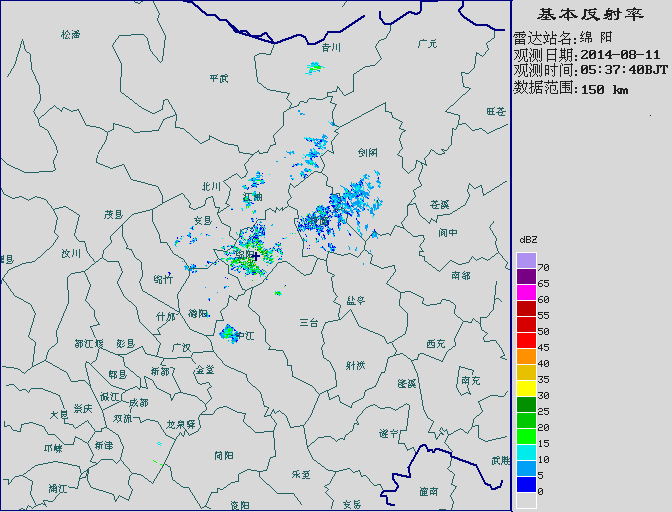 基本反射率
雷达站名:绵 阳
观测日期:2014-08-11
观测时间:05:37:40BJT
数据范围:150 km
松潘
青川
广元
平武
旺苍
剑阁
北川
江油
苍溪
茂县
安县
阆中
汶川
绵阳
南部
绵竹
盐亭
什邡
德阳
三台
中江
都江堰
彭县
广汉
西充
射洪
郫县
新都
金堂
蓬溪
南充
温江
成都
大邑
崇庆
双流
龙泉驿
遂宁
邛崃
新津
简阳
武胜
乐至
蒲江
潼南
资阳
安岳
dBZ
70
65
60
55
50
45
40
35
30
25
20
15
10
5
0